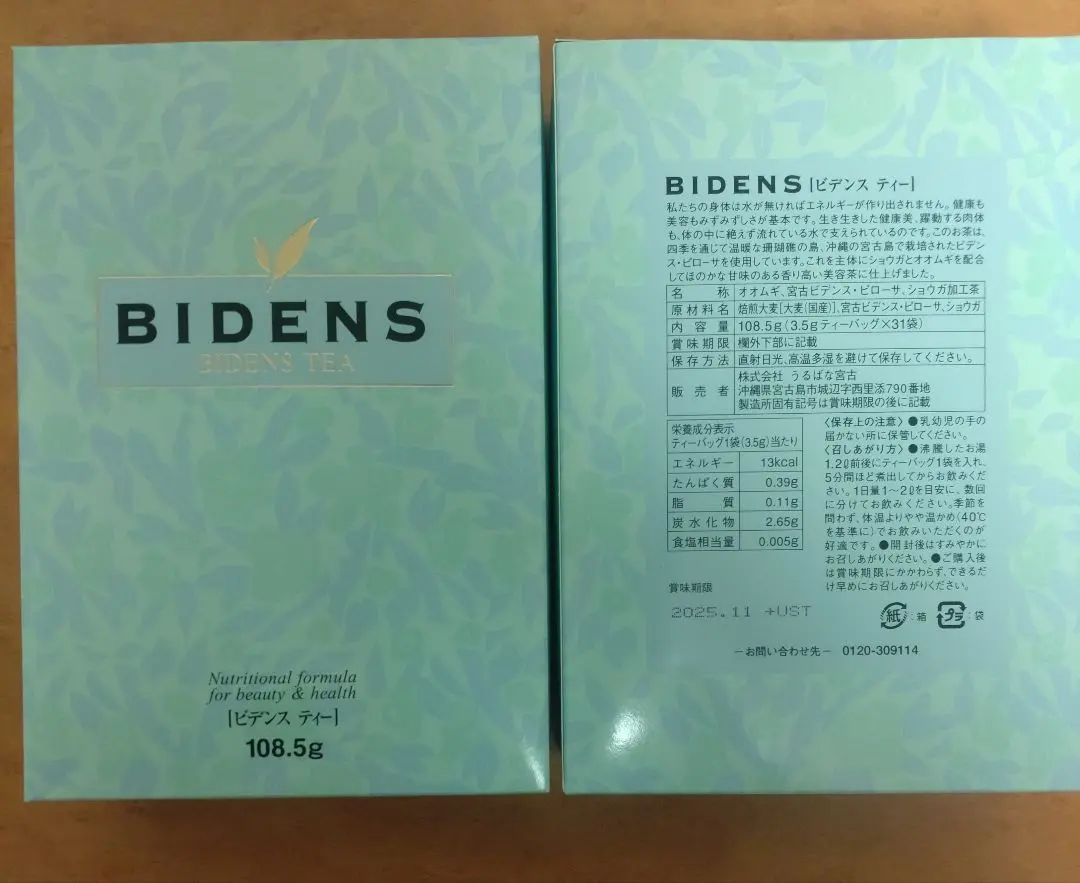 BIDENS
BIDENS TEA
Nutritional formula
for beauty & health
[ビデンス ティー]
108.5g
BIDENS [ビデンス ティー]
私たちの身体は水が無ければエネルギーが作り出されません。健康も
美容もみずみずしさが基本です。生き生きした健康美、躍動する肉体
も、体の中に絶えず流れている水で支えられているのです。このお茶は、
四季を通じて温暖な珊瑚礁の島、沖縄の宮古島で栽培されたビデン
ス・ピローサを使用しています。これを主体にショウガとオオムギを配合
してほのかな甘味のある香り高い美容茶に仕上げました。
名称 オオムギ、宮古ビデンス・ピローサ、ショウガ加工茶
原材料名 焙煎大麦[大麦(国産)]、宮古ビデンス・ピローサ、ショウガ
内容量 108.5g(3.5gティーバッグ×31袋)
賞味期限 欄外下部に記載
保存方法 直射日光、高温多湿を避けて保存してください。
販売者 株式会社 うるばな宮古
沖縄県宮古島市城辺字西里添790番地
製造所固有記号は賞味期限の後に記載
栄養成分表示
ティーバッグ1袋(3.5g)当たり
エネルギー 13kcal
たんぱく質 0.39g
脂質 0.11g
炭水化物 2.65g
食塩相当量 0.005g
〈保存上の注意〉●乳幼児の手の
届かない所に保管してください。
〈召しあがり方〉●沸騰したお湯
1.2ℓ前後にティーバッグ1袋を入れ、
5分間ほど煮出してからお飲みくだ
さい。1日量1〜2ℓを目安に、数回
に分けてお飲みください。季節を
問わず、体温よりやや温かめ(40℃
を基準に)でお飲みいただくのが
好適です。●開封後はすみやかに
お召しあがりください。●ご購入後
は賞味期限にかかわらず、できるだ
け早めにお召しあがりください。
賞味期限
2025.11 +UST
紙:箱 プラ:袋
－お問い合わせ先－ 0120-309114